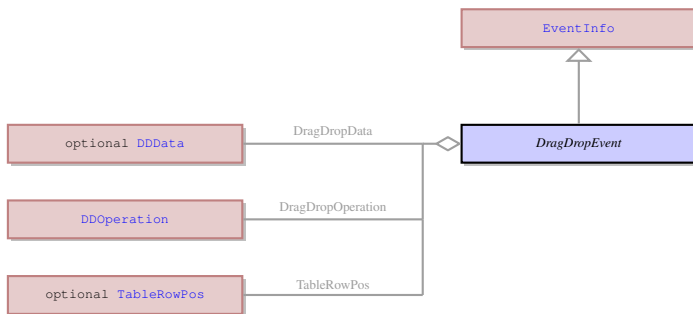 EventInfo
optional DDData
DragDropData
DragDropEvent
DDOperation
DragDropOperation
optional TableRowPos
TableRowPos